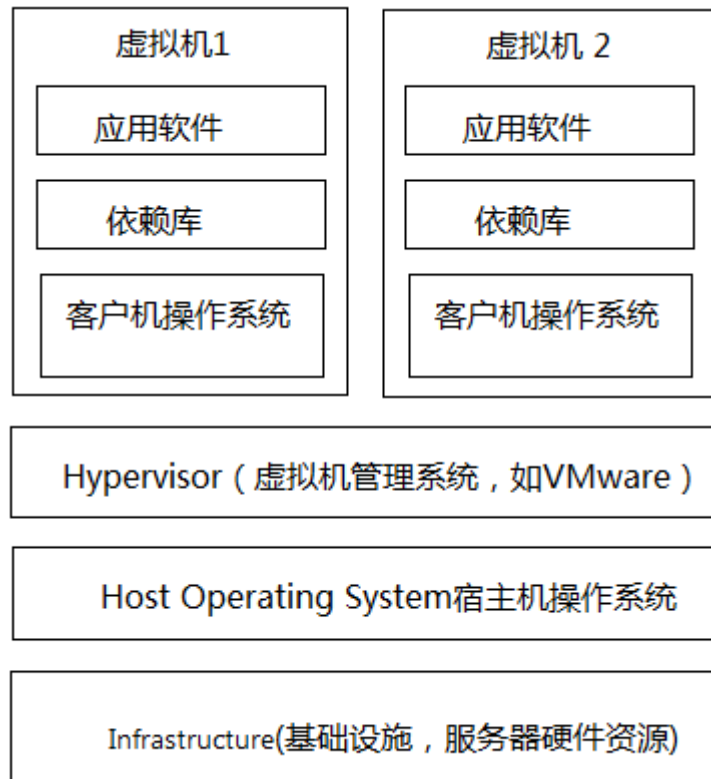 虚拟机1
应用软件
依赖库
客户机操作系统
虚拟机 2
应用软件
依赖库
客户机操作系统
Hypervisor（虚拟机管理系统，如VMware）
Host Operating System宿主机操作系统
Infrastructure(基础设施，服务器硬件资源)